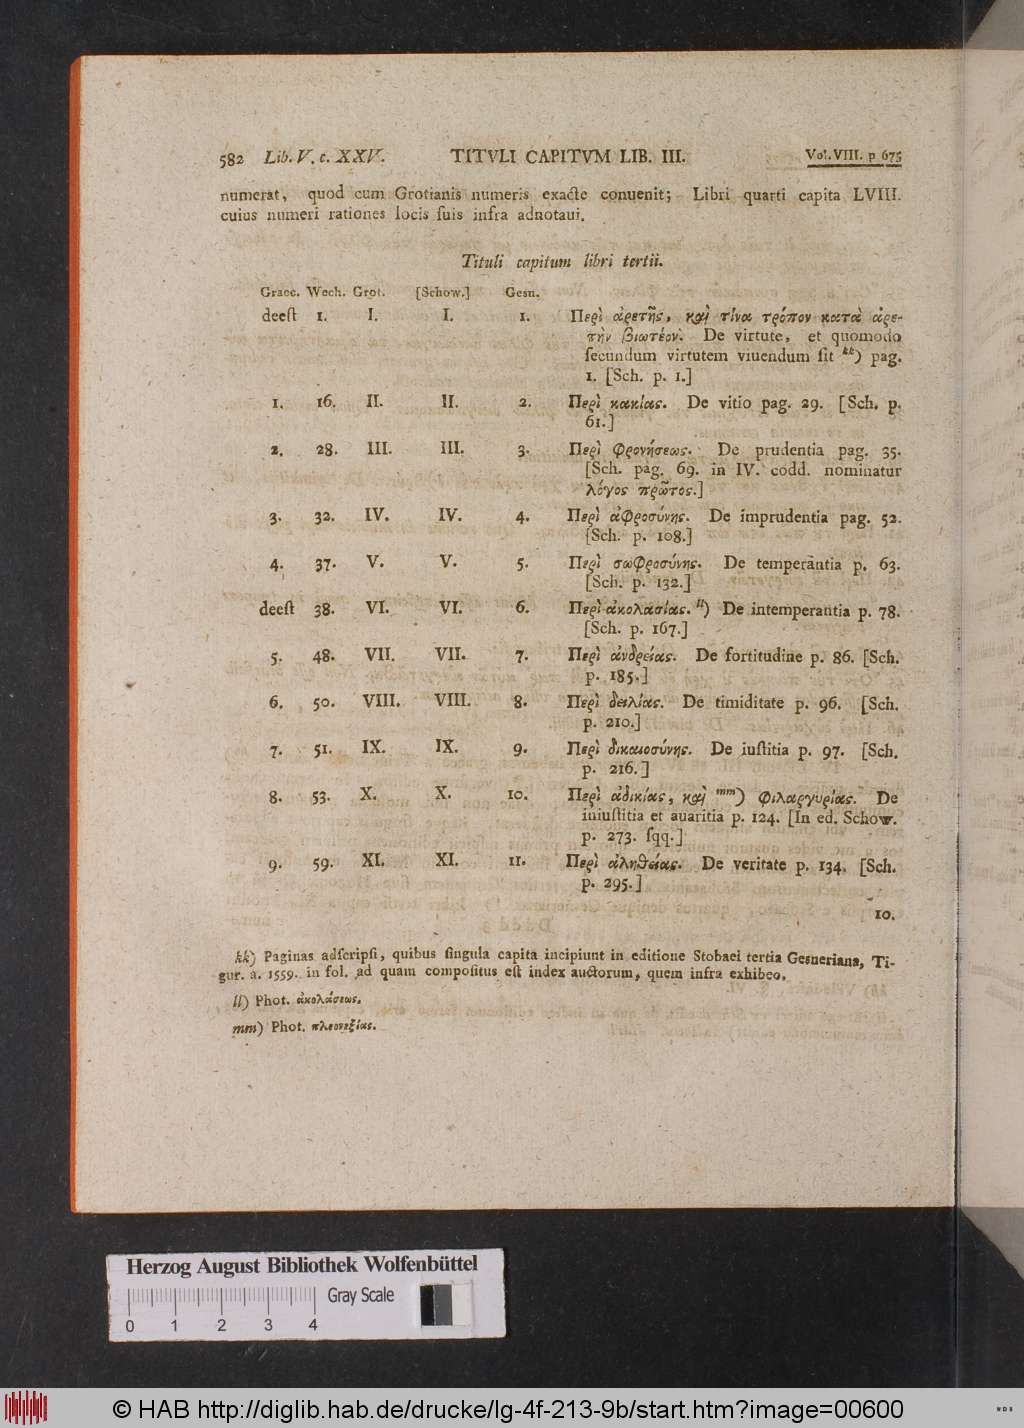 582 Lib. V. c. XXV. TITVLI CAPITVM LIB. III. Vol. VIII. p 675
numerat, quod cum Grotianis numeris exacte conuenit; Libri quarti capita LVIII.
cuius numeri rationes locis ſuis infra adnotaui.
Tituli capitum libri tertii.
Graec. Wech. Grot. [Schow.] Gesn.
deeſt 1. I. I. 1. Περὶ ἀρετῆς, καὶ τίνα τρόπον κατὰ ἀρε-
τὴν βιωτέον. De virtute, et quomodo
ſecundum virtutem viuendum ſit kk) pag.
1. [Sch. p. 1.]
1. 16. II. II. 2. Περὶ κακίας. De vitio pag. 29. [Sch. p.
61.]
2. 28. III. III. 3. Περὶ φρονήσεως. De prudentia pag. 35.
[Sch. pag. 69. in IV. codd. nominatur
λόγος πρῶτος.]
3. 32. IV. IV. 4. Περὶ ἀφροσύνης. De imprudentia pag. 52.
[Sch. p. 108.]
4. 37. V. V. 5. Περὶ σωφροσύνης. De temperantia p. 63.
[Sch. p. 132.]
deeſt 38. VI. VI. 6. Περὶ ἀκολασίας. ll) De intemperantia p. 78.
[Sch. p. 167.]
5. 48. VII. VII. 7. Περὶ ἀνδρείας. De fortitudine p. 86. [Sch.
p. 185.]
6. 50. VIII. VIII. 8. Περὶ δειλίας. De timiditate p. 96. [Sch.
p. 210.]
7. 51. IX. IX. 9. Περὶ δικαιοσύνης. De iuſtitia p. 97. [Sch.
p. 216.]
8. 53. X. X. 10. Περὶ ἀδικίας, καὶ mm) φιλαργυρίας. De
iniuſtitia et auaritia p. 124. [In ed. Schow.
p. 273. ſqq.]
9. 59. XI. XI. 11. Περὶ ἀληθείας. De veritate p. 134. [Sch.
p. 295.]
10.
kk) Paginas adſcripſi, quibus ſingula capita incipiunt in editione Stobaei tertia Gesneriana, Ti-
gur. a. 1559. in fol. ad quam compoſitus eſt index auctorum, quem infra exhibeo.
ll) Phot. ἀκολάσεως.
mm) Phot. πλεονεξίας.
Herzog August Bibliothek Wolfenbüttel
Gray Scale
0 1 2 3 4
© HAB http://diglib.hab.de/drucke/lg-4f-213-9b/start.htm?image=00600